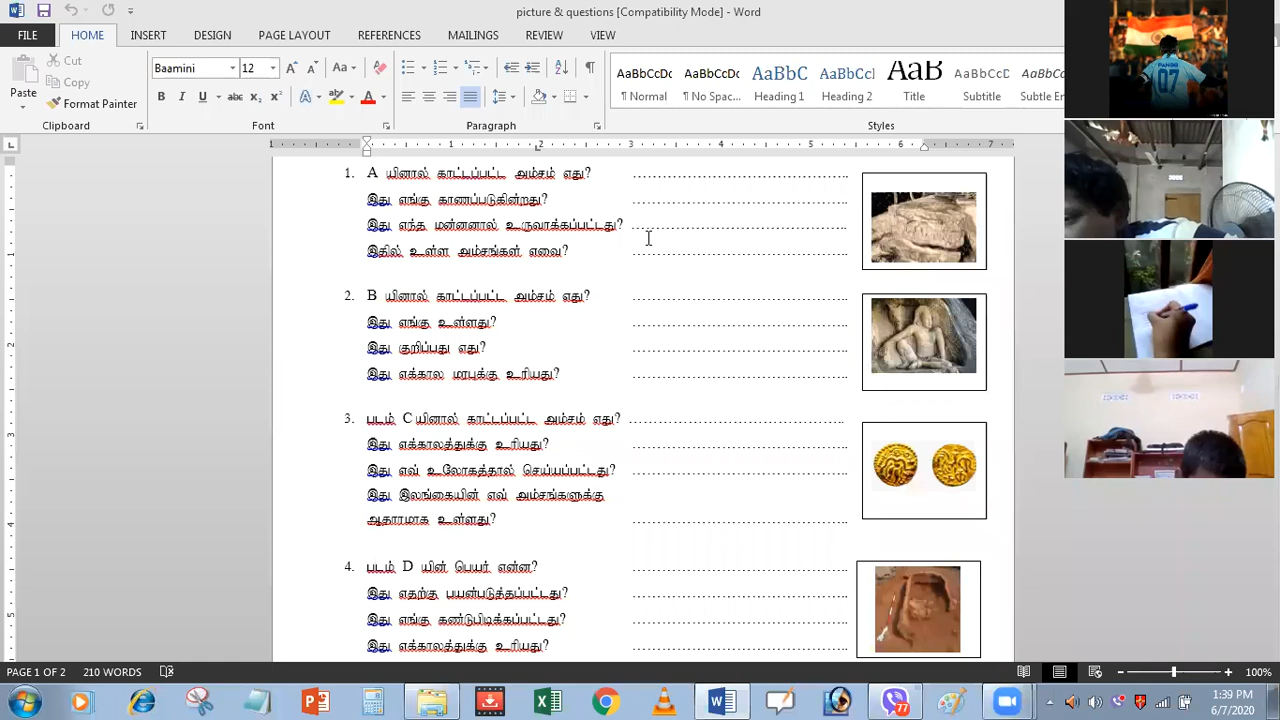 picture & questions [Compatibility Mode] - Word
FILE HOME INSERT DESIGN PAGE LAYOUT REFERENCES MAILINGS REVIEW VIEW
Cut
Copy
Format Painter
Paste
Baamini 12
AaBbCcDc AaBbCcDc AaBbC AaBbCc AaB AaBbCcD
¶ Normal ¶ No Spac... Heading 1 Heading 2 Title Subtitle Subtle Em
Clipboard Font Paragraph Styles
1. A யினால் காட்டப்பட்ட அம்சம் எது?
இது எங்கு காணப்படுகின்றது?
இது எந்த மன்னனால் உருவாக்கப்பட்டது?
இதில் உள்ள அம்சங்கள் எவை?
2. B யினால் காட்டப்பட்ட அம்சம் எது?
இது எங்கு உள்ளது?
இது குறிப்பது எது?
இது எக்கால மரபுக்கு உரியது?
3. படம் C யினால் காட்டப்பட்ட அம்சம் எது?
இது எக்காலத்துக்கு உரியது?
இது எவ் உலோகத்தால் செய்யப்பட்டது?
இது இலங்கையின் எவ் அம்சங்களுக்கு
ஆதாரமாக உள்ளது?
4. படம் D யின் பெயர் என்ன?
இது எதற்கு பயன்படுத்தப்பட்டது?
இது எங்கு கண்டுபிடிக்கப்பட்டது?
இது எக்காலத்துக்கு உரியது?
PAGE 1 OF 2 210 WORDS 100%
77
1:39 PM
6/7/2020
07